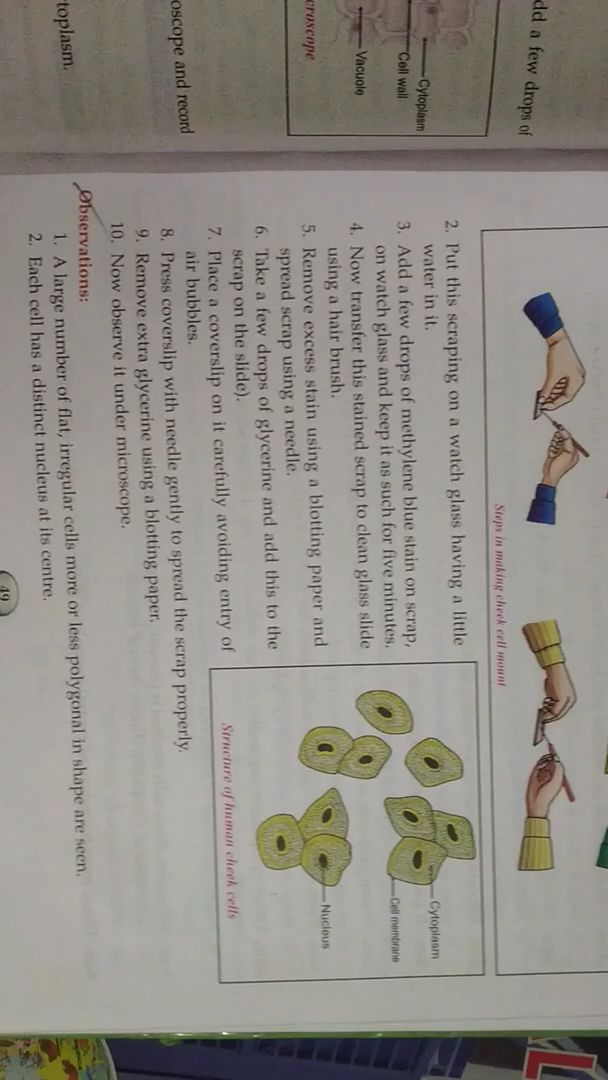 dd a few drops of
Cytoplasm
Cell wall
Vacuole
croscope
oscope and record
toplasm.
Steps in making cheek cell mount
2. Put this scraping on a watch glass having a little
water in it.
3. Add a few drops of methylene blue stain on scrap,
on watch glass and keep it as such for five minutes.
4. Now transfer this stained scrap to clean glass slide
using a hair brush.
5. Remove excess stain using a blotting paper and
spread scrap using a needle.
6. Take a few drops of glycerine and add this to the
scrap on the slide).
7. Place a coverslip on it carefully avoiding entry of
air bubbles.
8. Press coverslip with needle gently to spread the scrap properly.
9. Remove extra glycerine using a blotting paper.
10. Now observe it under microscope.
Cytoplasm
Cell membrane
Nucleus
Structure of human cheek cells
Observations:
1. A large number of flat, irregular cells more or less polygonal in shape are seen.
2. Each cell has a distinct nucleus at its centre.
49
L